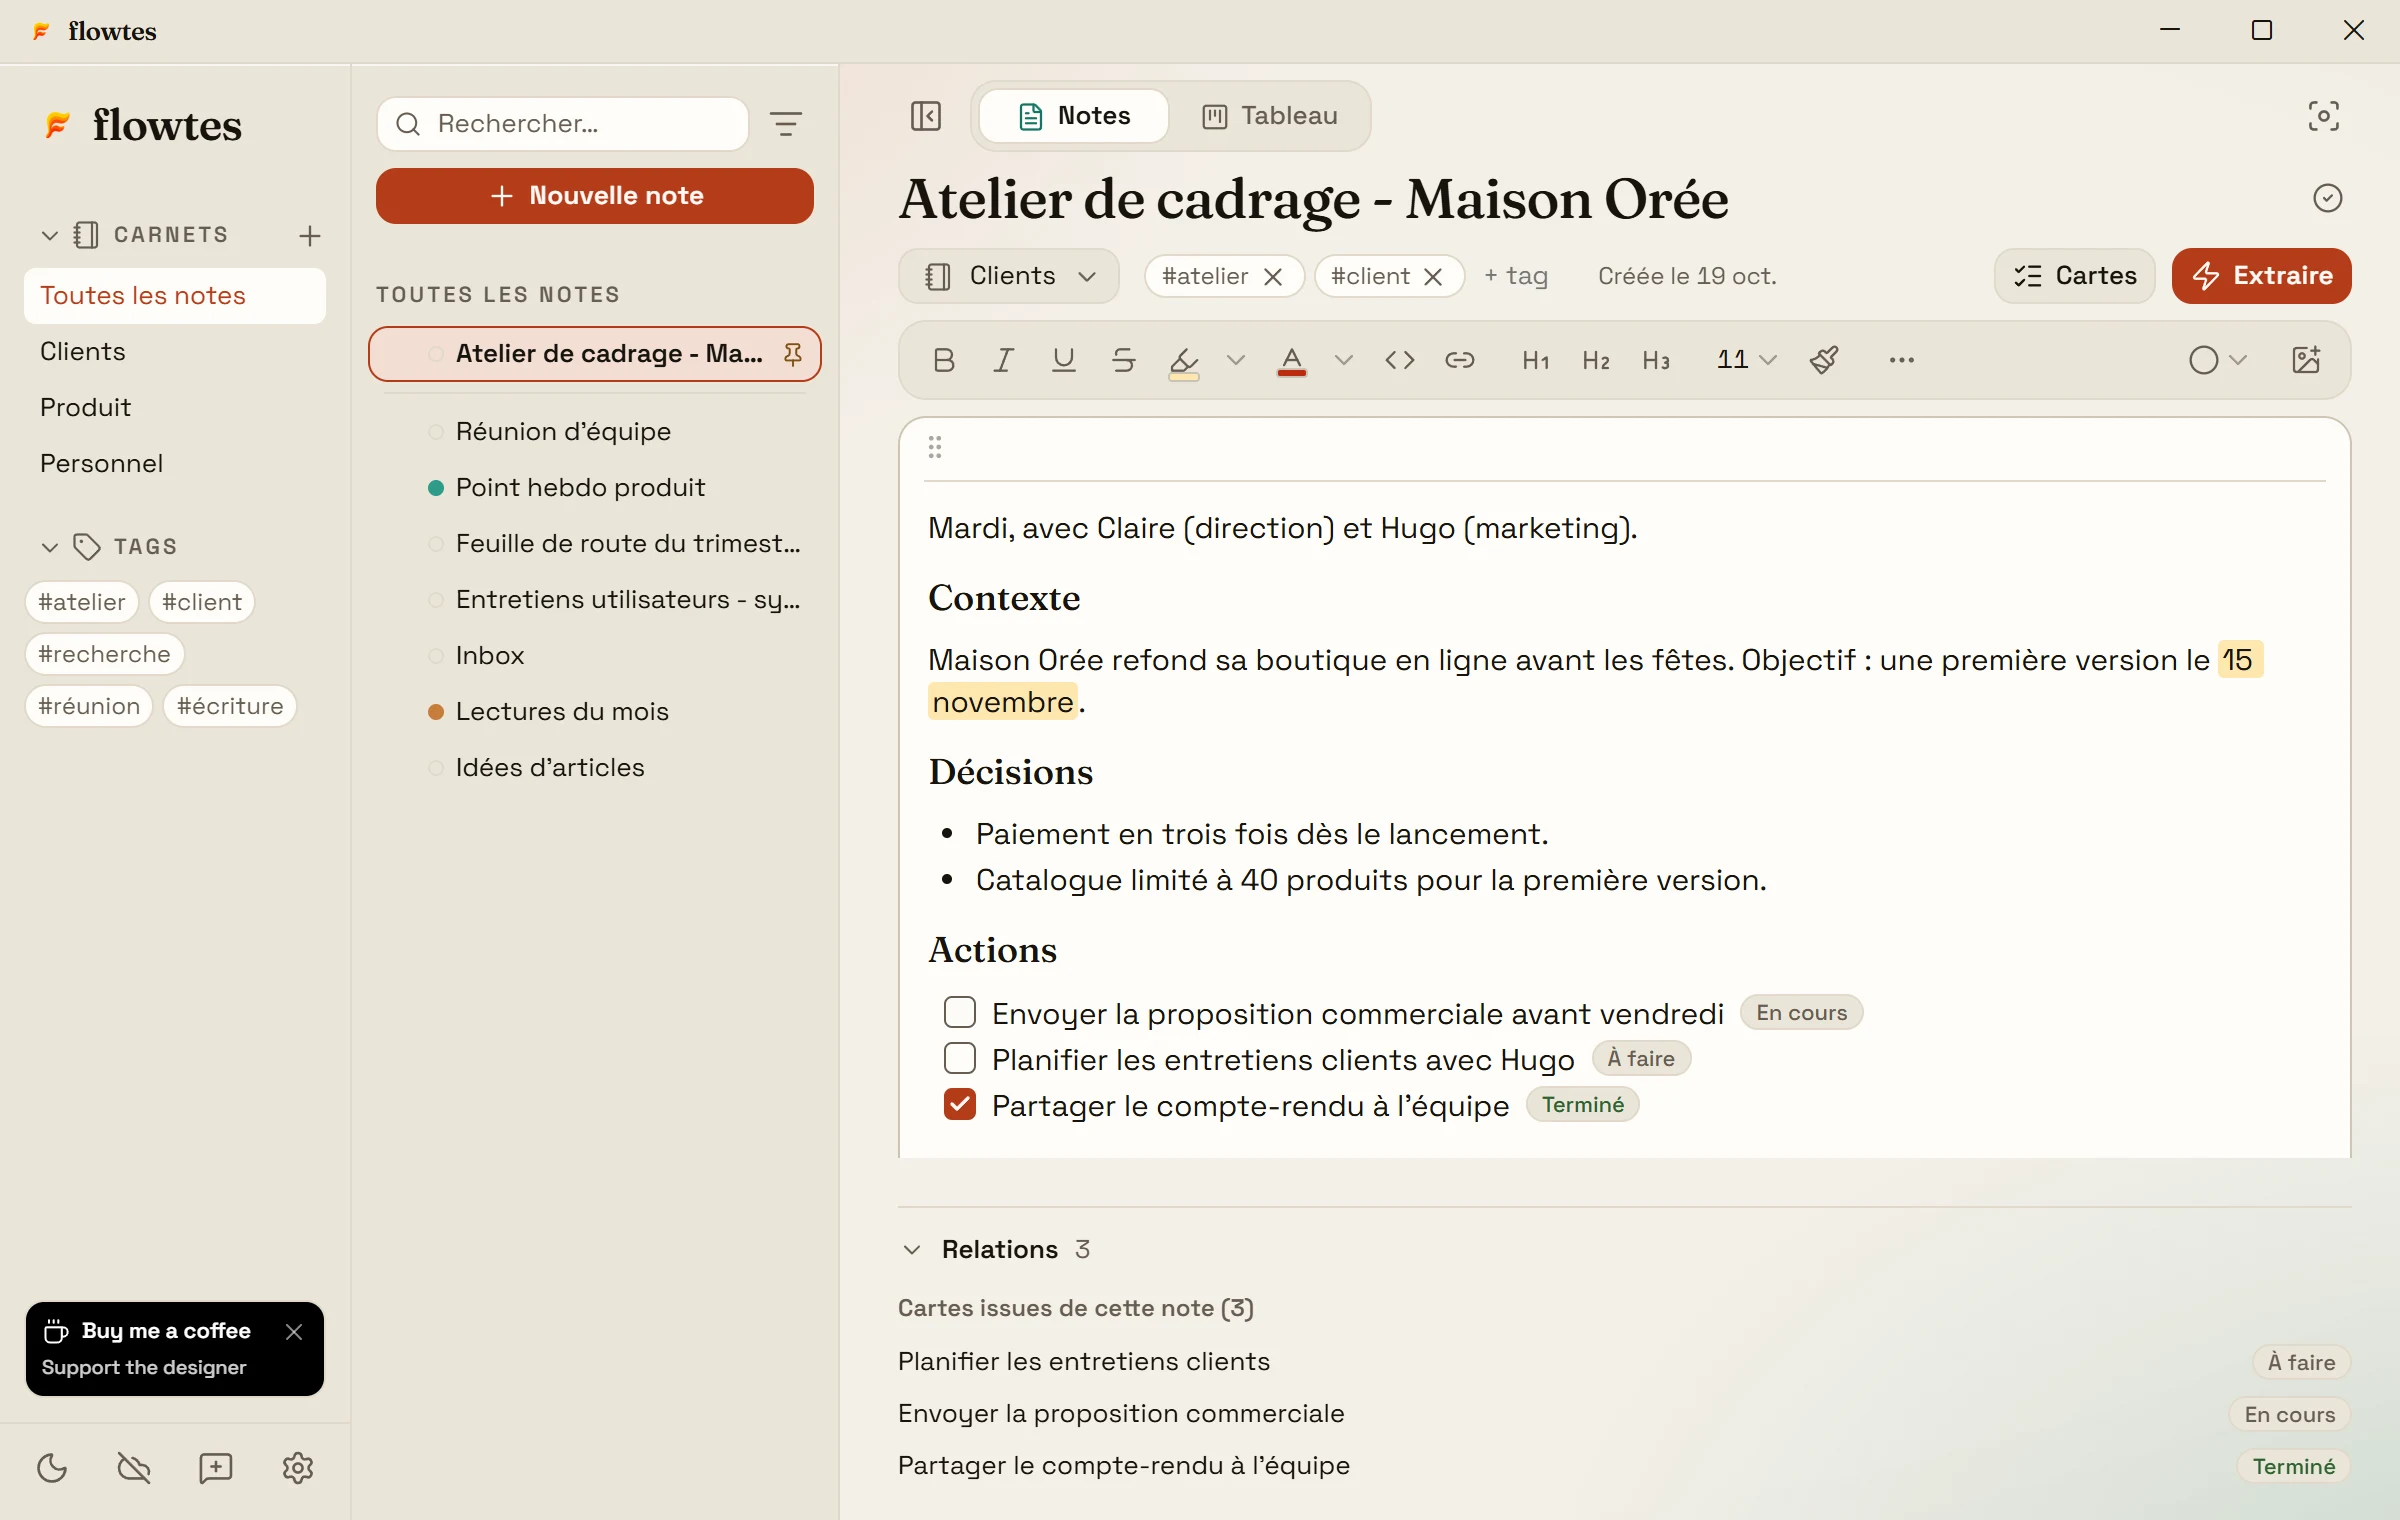 flowtes
flowtes
CARNETS
Toutes les notes
Clients
Produit
Personnel
TAGS
#atelier #client
#recherche
#réunion #écriture
Buy me a coffee
Support the designer
Rechercher...
Nouvelle note
TOUTES LES NOTES
Atelier de cadrage - Ma...
Réunion d'équipe
Point hebdo produit
Feuille de route du trimest...
Entretiens utilisateurs - sy...
Inbox
Lectures du mois
Idées d'articles
Notes Tableau
Atelier de cadrage - Maison Orée
Clients #atelier #client + tag Créée le 19 oct. Cartes Extraire
B I U S A H1 H2 H3 11
Mardi, avec Claire (direction) et Hugo (marketing).
Contexte
Maison Orée refond sa boutique en ligne avant les fêtes. Objectif : une première version le 15
novembre.
Décisions
• Paiement en trois fois dès le lancement.
• Catalogue limité à 40 produits pour la première version.
Actions
Envoyer la proposition commerciale avant vendredi En cours
Planifier les entretiens clients avec Hugo À faire
Partager le compte-rendu à l'équipe Terminé
Relations 3
Cartes issues de cette note (3)
Planifier les entretiens clients À faire
Envoyer la proposition commerciale En cours
Partager le compte-rendu à l'équipe Terminé